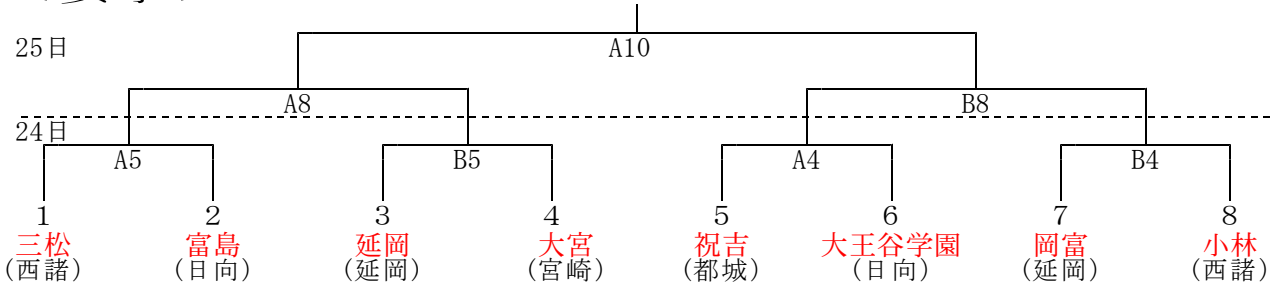 25日
A10
A8 B8
24日
A5 B5 A4 B4
1 2 3 4 5 6 7 8
三松 富島 延岡 大宮 祝吉 大王谷学園 岡富 小林
(西諸) (日向) (延岡) (宮崎) (都城) (日向) (延岡) (西諸)